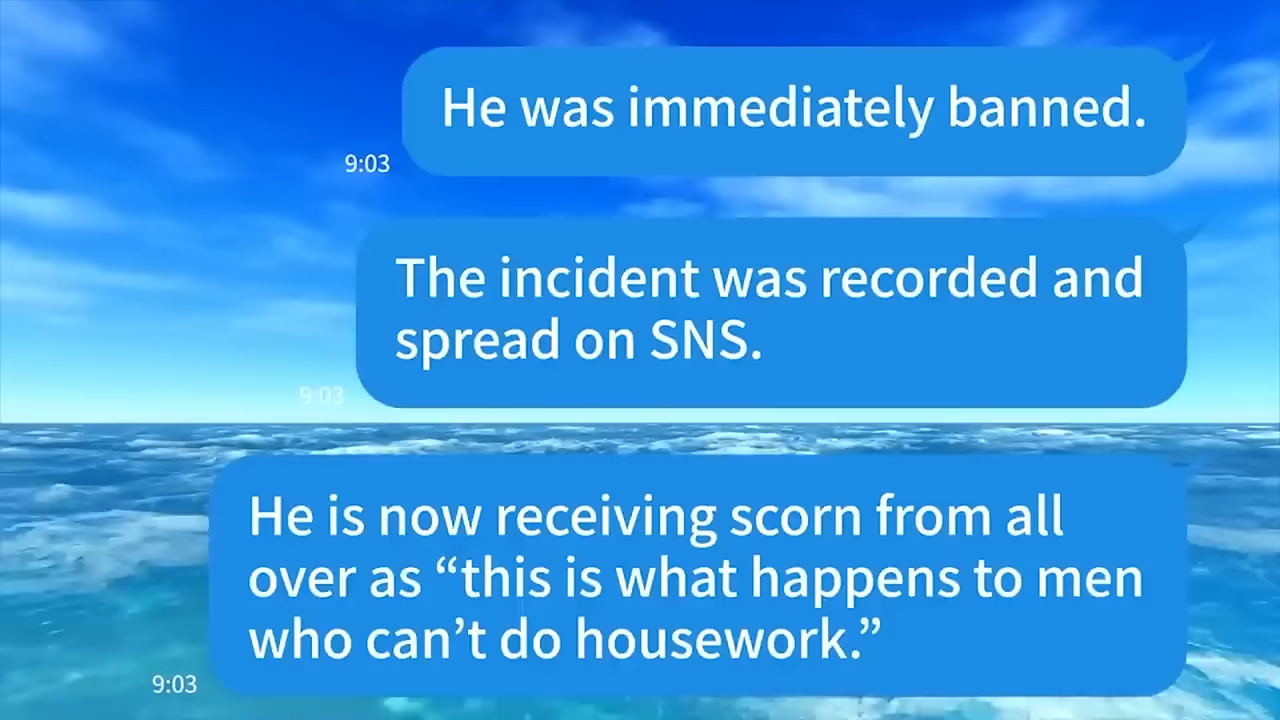 He was immediately banned.
9:03
The incident was recorded and
spread on SNS.
9:03
He is now receiving scorn from all
over as “this is what happens to men
who can’t do housework.”
9:03